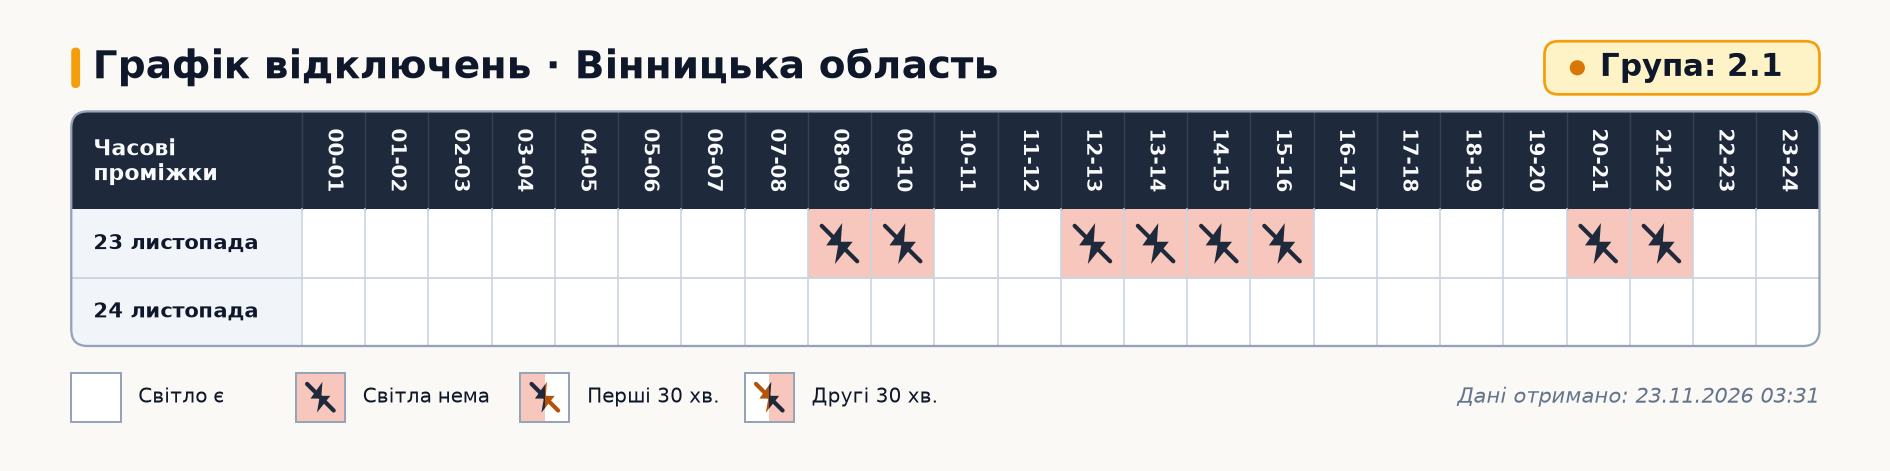 Графік відключень · Вінницька область
Група: 2.1
Часові
проміжки
00-01 01-02 02-03 03-04 04-05 05-06 06-07 07-08 08-09 09-10 10-11 11-12 12-13 13-14 14-15 15-16 16-17 17-18 18-19 19-20 20-21 21-22 22-23 23-24
23 листопада
24 листопада
Світло є Світла нема Перші 30 хв. Другі 30 хв.
Дані отримано: 23.11.2026 03:31